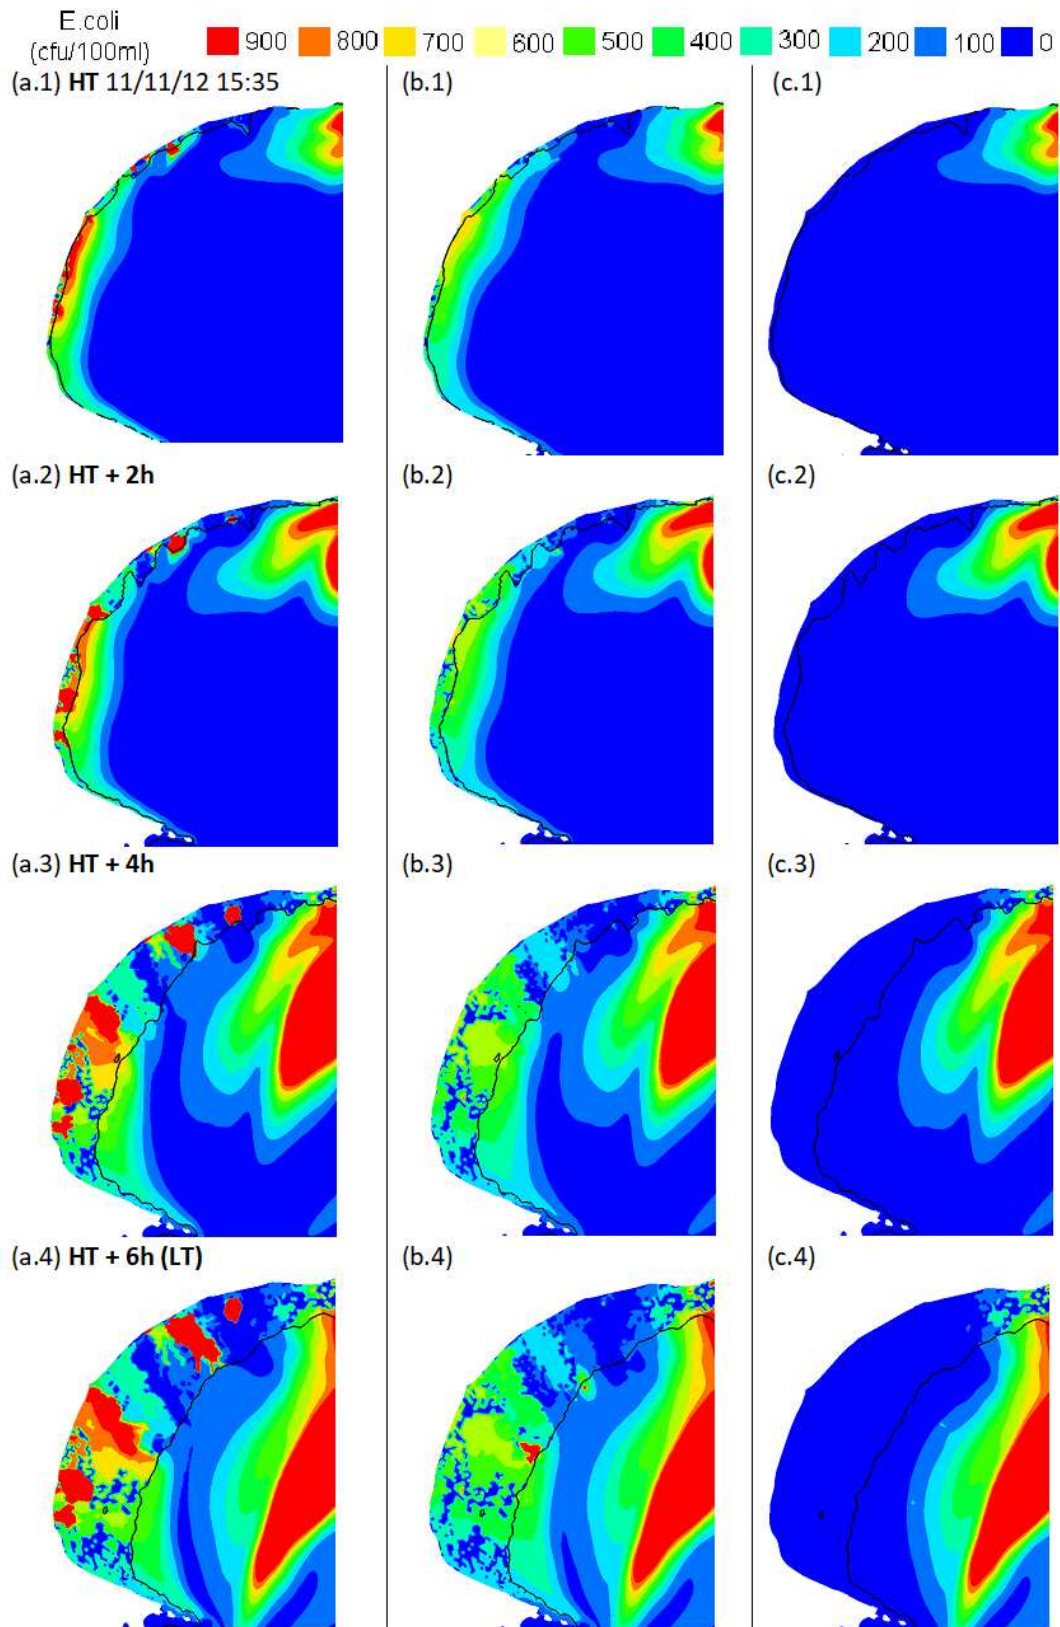 E.coli
(cfu/100ml)
900 800 700 600 500 400 300 200 100 0
(a.1) HT 11/11/12 15:35 (b.1) (c.1)
(a.2) HT + 2h (b.2) (c.2)
(a.3) HT + 4h (b.3) (c.3)
(a.4) HT + 6h (LT) (b.4) (c.4)